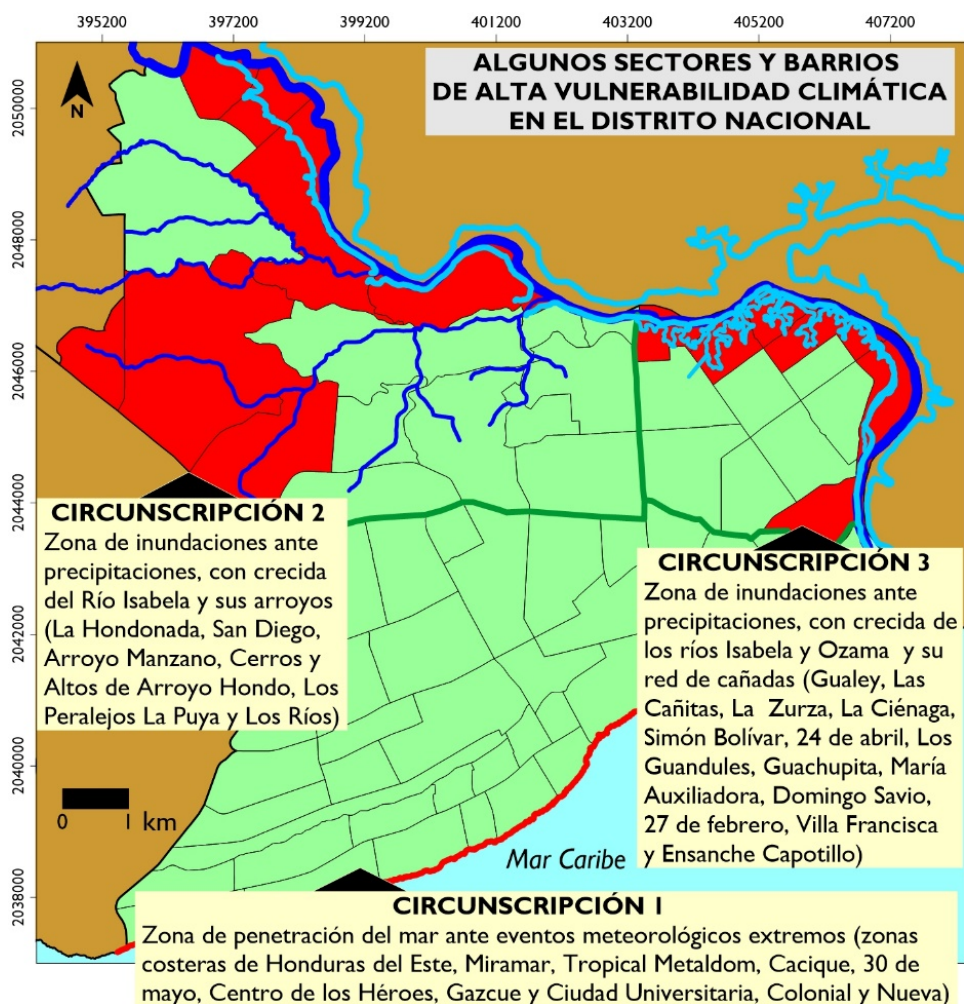 395200 397200 399200 401200 403200 405200 407200
ALGUNOS SECTORES Y BARRIOS
DE ALTA VULNERABILIDAD CLIMÁTICA
EN EL DISTRITO NACIONAL
N
2050000
2048000
2046000
2044000
2042000
2040000
2038000
CIRCUNSCRIPCIÓN 2
Zona de inundaciones ante
precipitaciones, con crecida
del Río Isabela y sus arroyos
(La Hondonada, San Diego,
Arroyo Manzano, Cerros y
Altos de Arroyo Hondo, Los
Peralejos La Puya y Los Ríos)
CIRCUNSCRIPCIÓN 3
Zona de inundaciones ante
precipitaciones, con crecida de
los ríos Isabela y Ozama y su
red de cañadas (Gualey, Las
Cañitas, La Zurza, La Ciénaga,
Simón Bolívar, 24 de abril, Los
Guandules, Guachupita, María
Auxiliadora, Domingo Savio,
27 de febrero, Villa Francisca
y Ensanche Capotillo)
0 1 km
Mar Caribe
CIRCUNSCRIPCIÓN 1
Zona de penetración del mar ante eventos meteorológicos extremos (zonas
costeras de Honduras del Este, Miramar, Tropical Metaldom, Cacique, 30 de
mayo, Centro de los Héroes, Gazcue y Ciudad Universitaria, Colonial y Nueva)